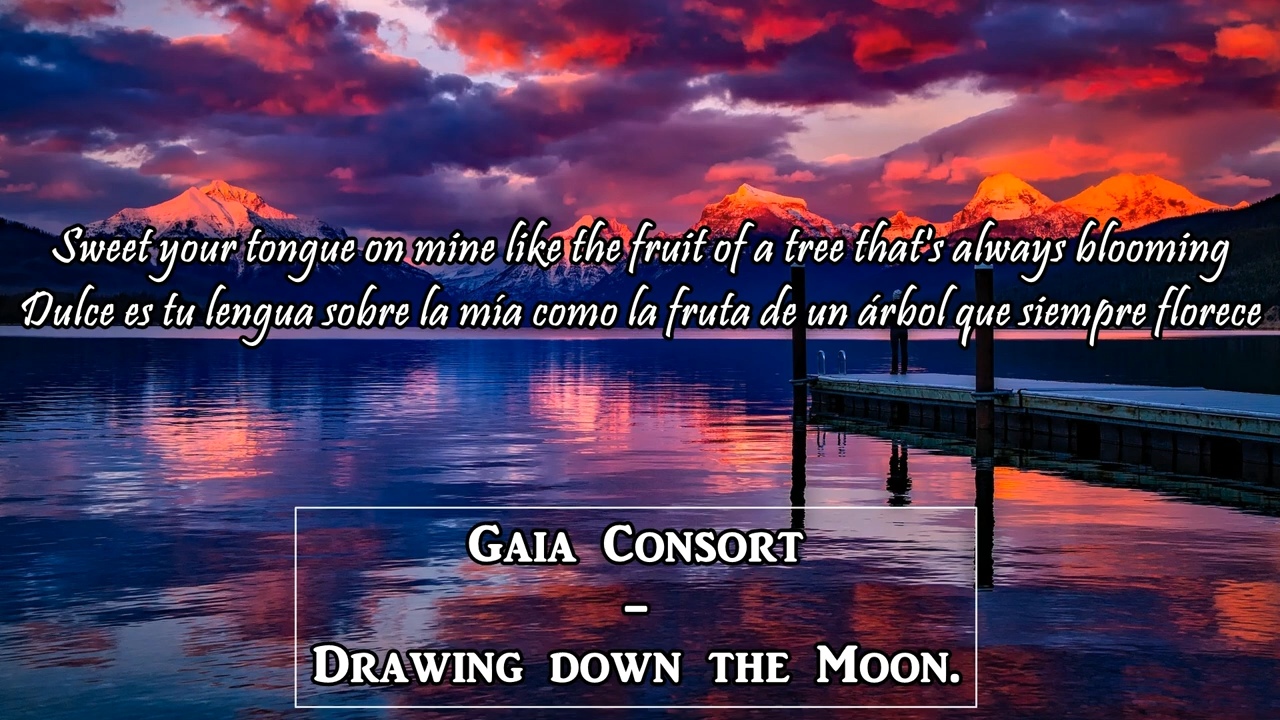 Sweet your tongue on mine like the fruit of a tree that's always blooming
Dulce es tu lengua sobre la mía como la fruta de un árbol que siempre florece
Gaia Consort
-
Drawing down the Moon.